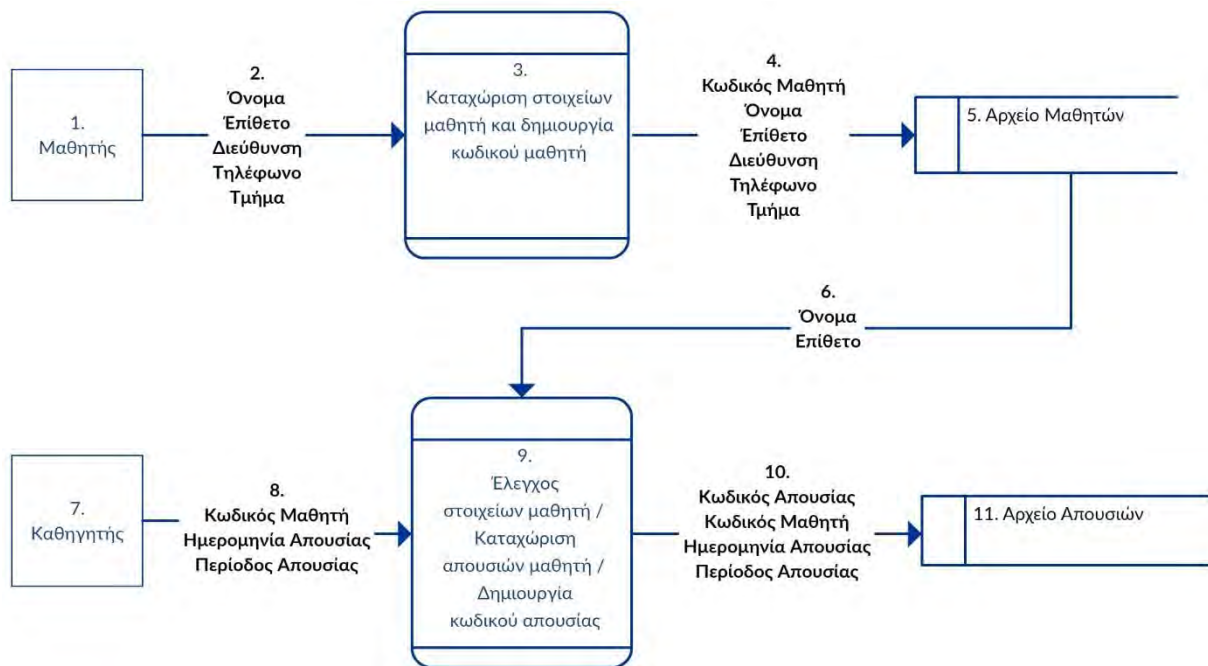 1.
Μαθητής
2.
Όνομα
Επίθετο
Διεύθυνση
Τηλέφωνο
Τμήμα
3.
Καταχώριση στοιχείων
μαθητή και δημιουργία
κωδικού μαθητή
4.
Κωδικός Μαθητή
Όνομα
Επίθετο
Διεύθυνση
Τηλέφωνο
Τμήμα
5. Αρχείο Μαθητών
6.
Όνομα
Επίθετο
7.
Καθηγητής
8.
Κωδικός Μαθητή
Ημερομηνία Απουσίας
Περίοδος Απουσίας
9.
Έλεγχος
στοιχείων μαθητή /
Καταχώριση
απουσιών μαθητή /
Δημιουργία
κωδικού απουσίας
10.
Κωδικός Απουσίας
Κωδικός Μαθητή
Ημερομηνία Απουσίας
Περίοδος Απουσίας
11. Αρχείο Απουσιών